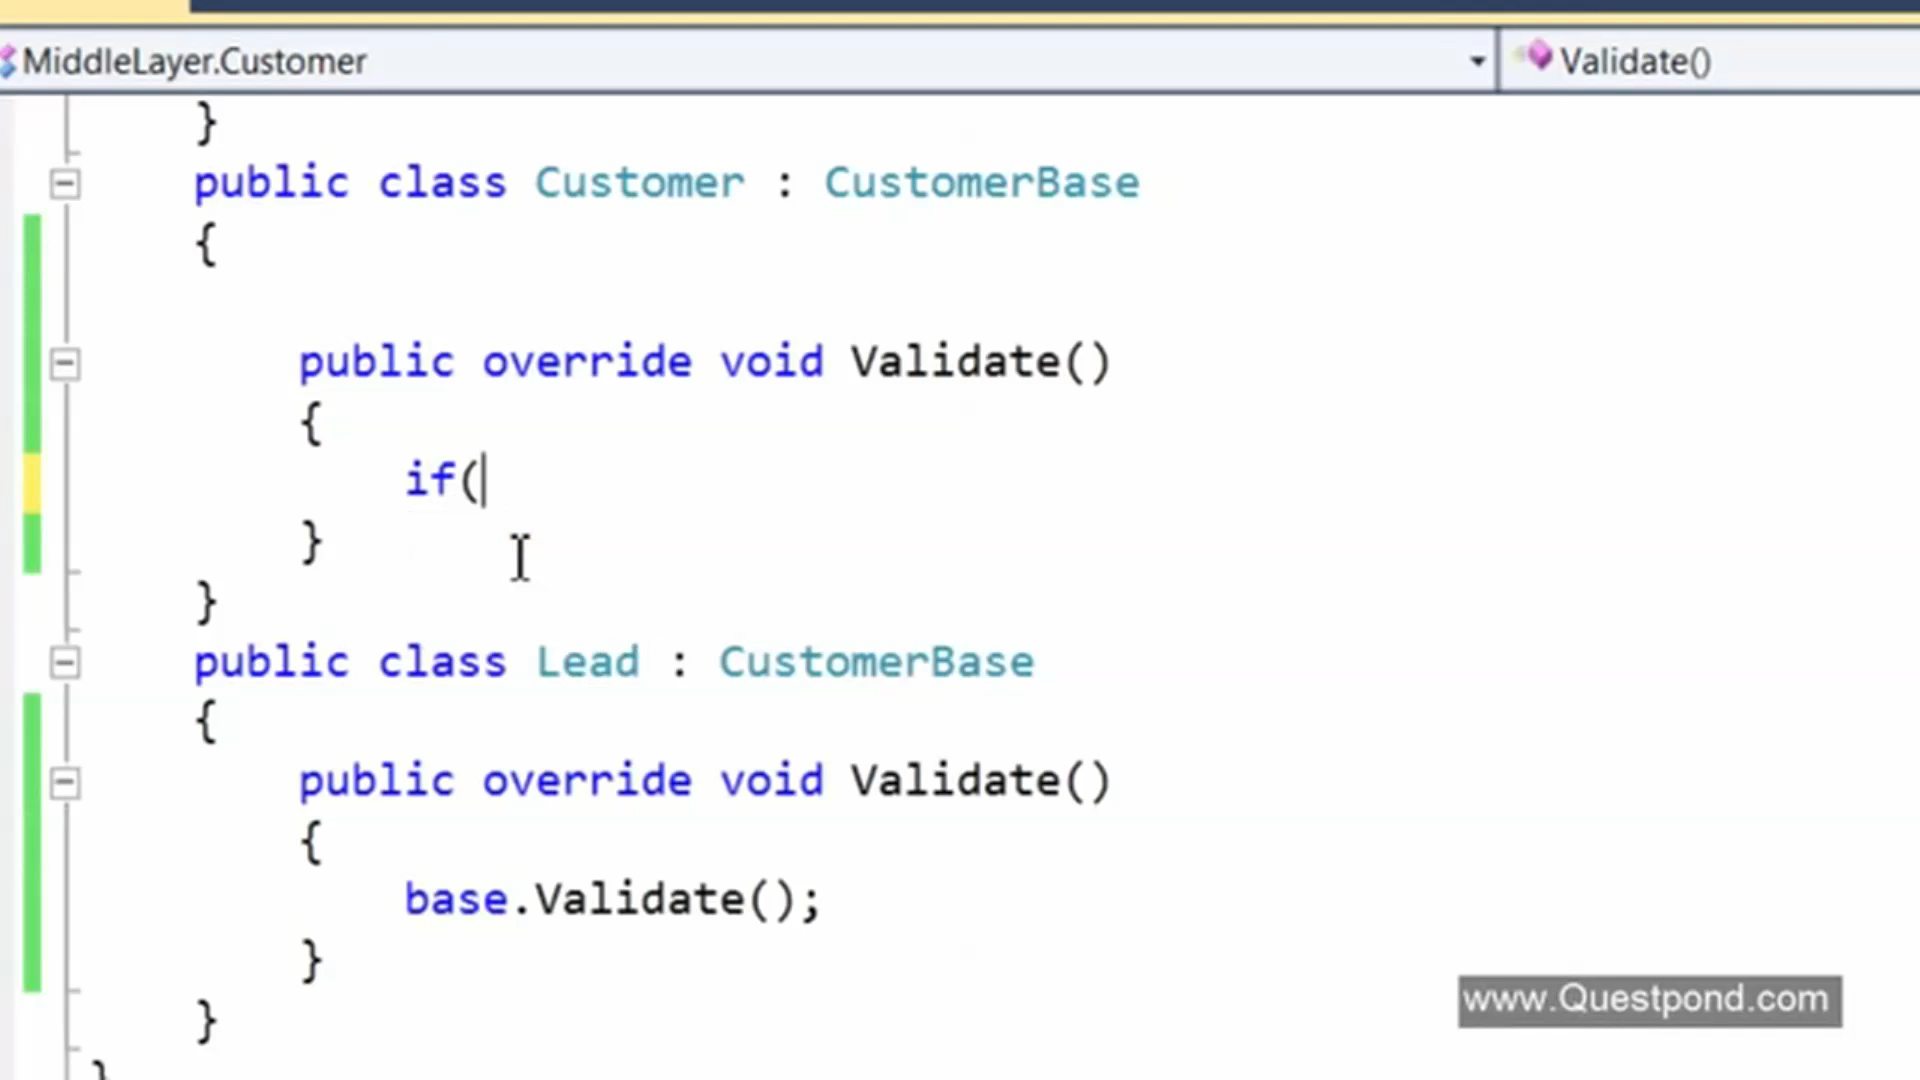 MiddleLayer.Customer
Validate()
}
public class Customer : CustomerBase
{
public override void Validate()
{
if(
}
}
public class Lead : CustomerBase
{
public override void Validate()
{
base.Validate();
}
}
}
www.Questpond.com